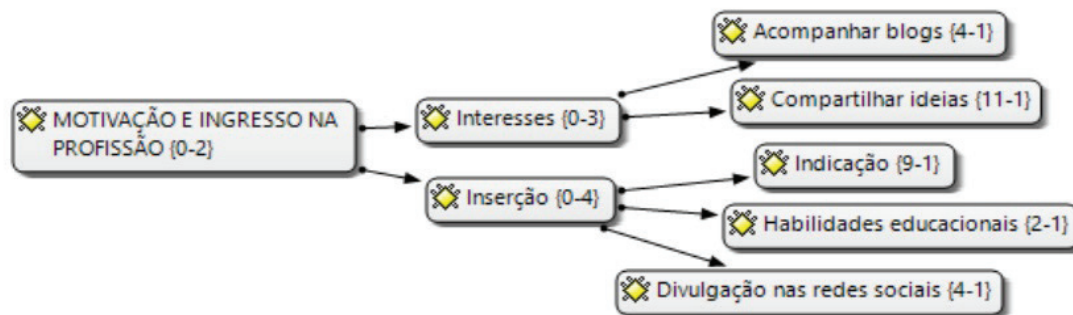 Acompanhar blogs {4-1}
MOTIVAÇÃO E INGRESSO NA
PROFISSÃO {0-2}
Interesses {0-3}
Compartilhar ideias {11-1}
Inserção {0-4}
Indicação {9-1}
Habilidades educacionais {2-1}
Divulgação nas redes sociais {4-1}